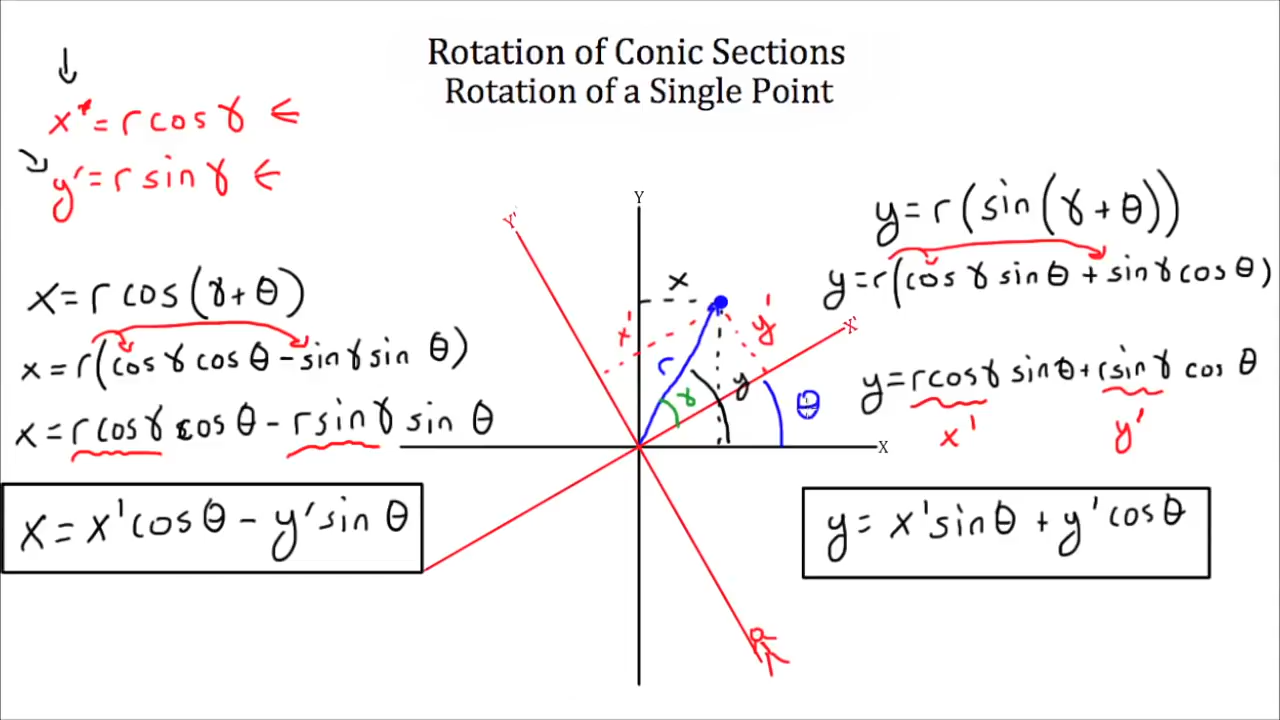 Rotation of Conic Sections
Rotation of a Single Point
x' = r cos γ ←
y' = r sin γ ←
x = r cos (γ + θ)
x = r(cos γ cos θ − sin γ sin θ)
x = r cos γ cos θ − r sin γ sin θ
x = x' cos θ − y' sin θ
Y
Y'
x
x'
y'
X'
r
γ
y
θ
X
y = r (sin (γ + θ))
y = r(cos γ sin θ + sin γ cos θ)
y = r cos γ sin θ + r sin γ cos θ
x' y'
y = x' sin θ + y' cos θ